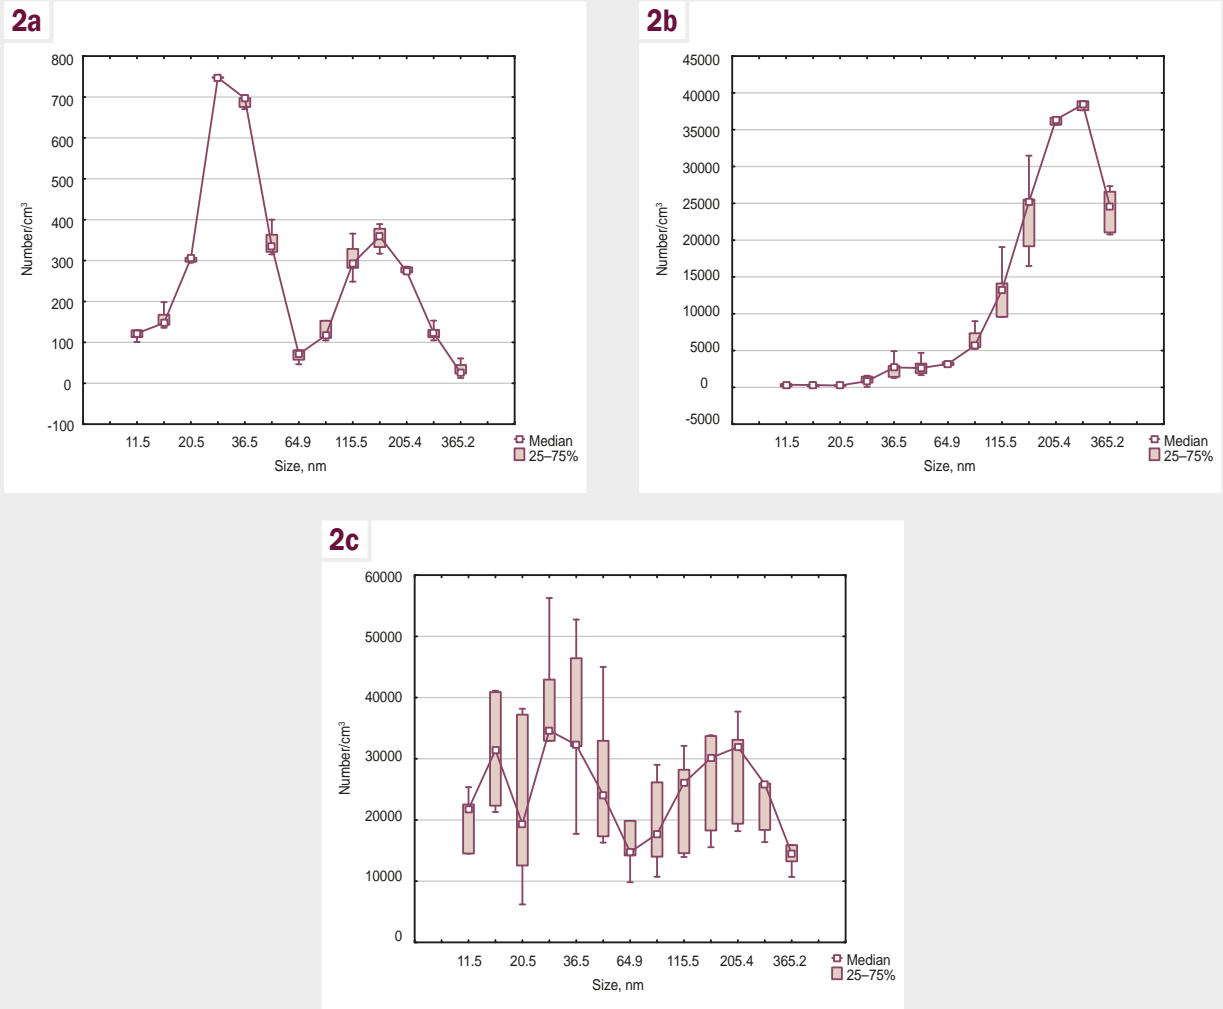 2a
800
700
600
500
400
300
200
100
0
-100
Number/cm³
11.5 20.5 36.5 64.9 115.5 205.4 365.2
Size, nm
Median
25–75%
2b
45000
40000
35000
30000
25000
20000
15000
10000
5000
0
-5000
Number/cm³
11.5 20.5 36.5 64.9 115.5 205.4 365.2
Size, nm
Median
25–75%
2c
60000
50000
40000
30000
20000
10000
0
Number/cm³
11.5 20.5 36.5 64.9 115.5 205.4 365.2
Size, nm
Median
25–75%